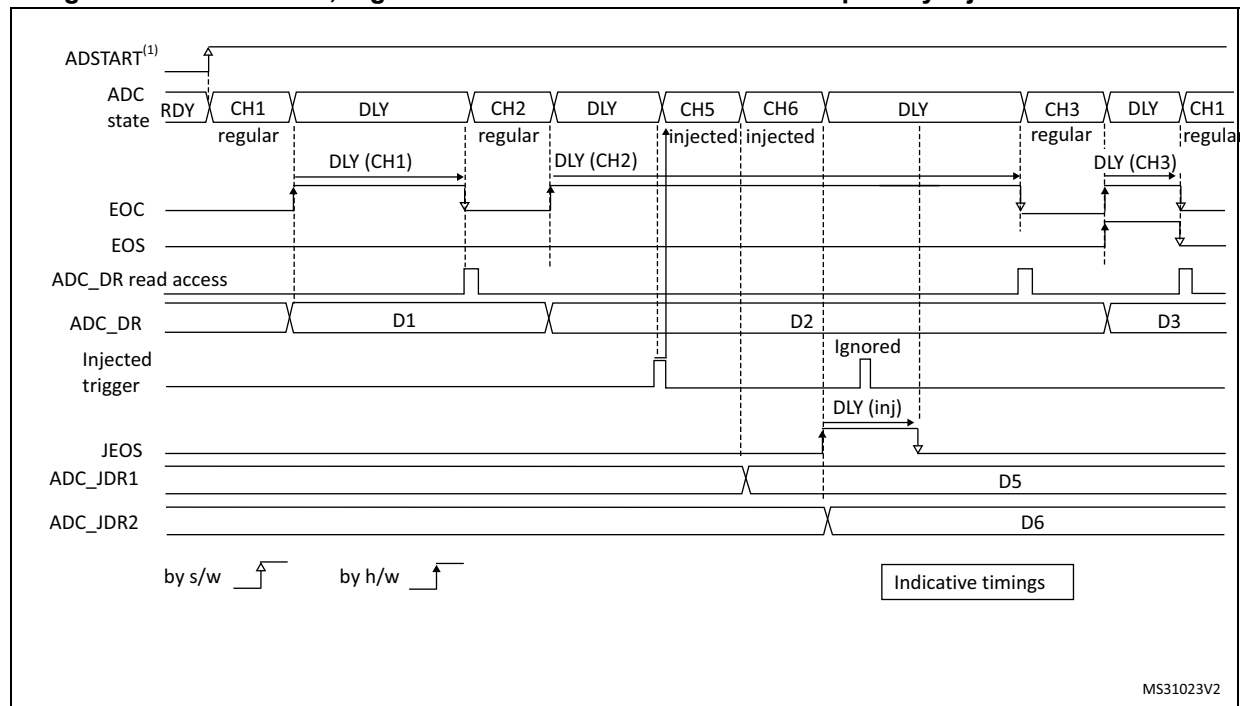 ADSTART(1)
ADC state
RDY CH1 DLY CH2 DLY CH5 CH6 DLY CH3 DLY CH1
regular regular injected injected regular regula
DLY (CH1) DLY (CH2) DLY (CH3)
EOC
EOS
ADC_DR read access
ADC_DR D1 D2 D3
Ignored
Injected trigger
DLY (inj)
JEOS
ADC_JDR1 D5
ADC_JDR2 D6
by s/w by h/w Indicative timings
MS31023V2